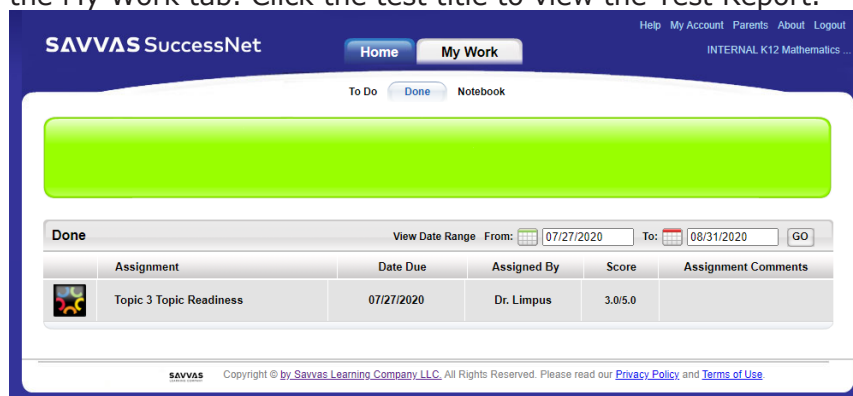 the My Work tab. Click the test title to view the Test Report.
Help My Account Parents About Logout
SAVVAS SuccessNet
Home My Work
INTERNAL K12 Mathematics ...
To Do Done Notebook
Done View Date Range From: 07/27/2020 To: 08/31/2020 GO
Assignment Date Due Assigned By Score Assignment Comments
Topic 3 Topic Readiness 07/27/2020 Dr. Limpus 3.0/5.0
SAVVAS Copyright © by Savvas Learning Company LLC. All Rights Reserved. Please read our Privacy Policy and Terms of Use.